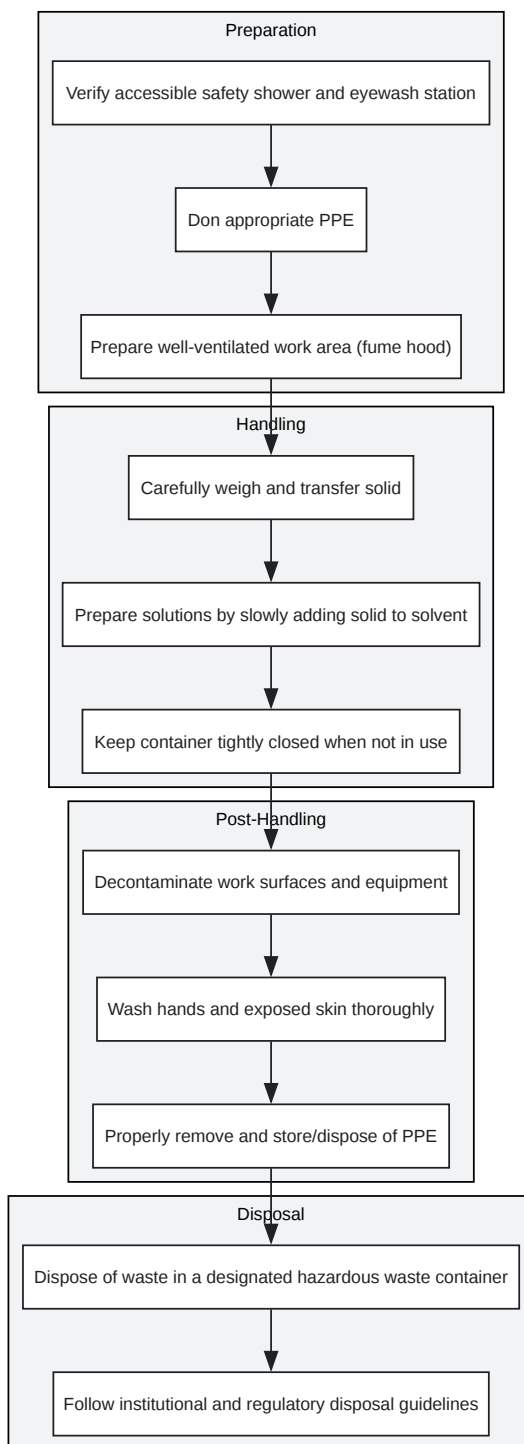 Preparation
Verify accessible safety shower and eyewash station
Don appropriate PPE
Prepare well-ventilated work area (fume hood)
Handling
Carefully weigh and transfer solid
Prepare solutions by slowly adding solid to solvent
Keep container tightly closed when not in use
Post-Handling
Decontaminate work surfaces and equipment
Wash hands and exposed skin thoroughly
Properly remove and store/dispose of PPE
Disposal
Dispose of waste in a designated hazardous waste container
Follow institutional and regulatory disposal guidelines